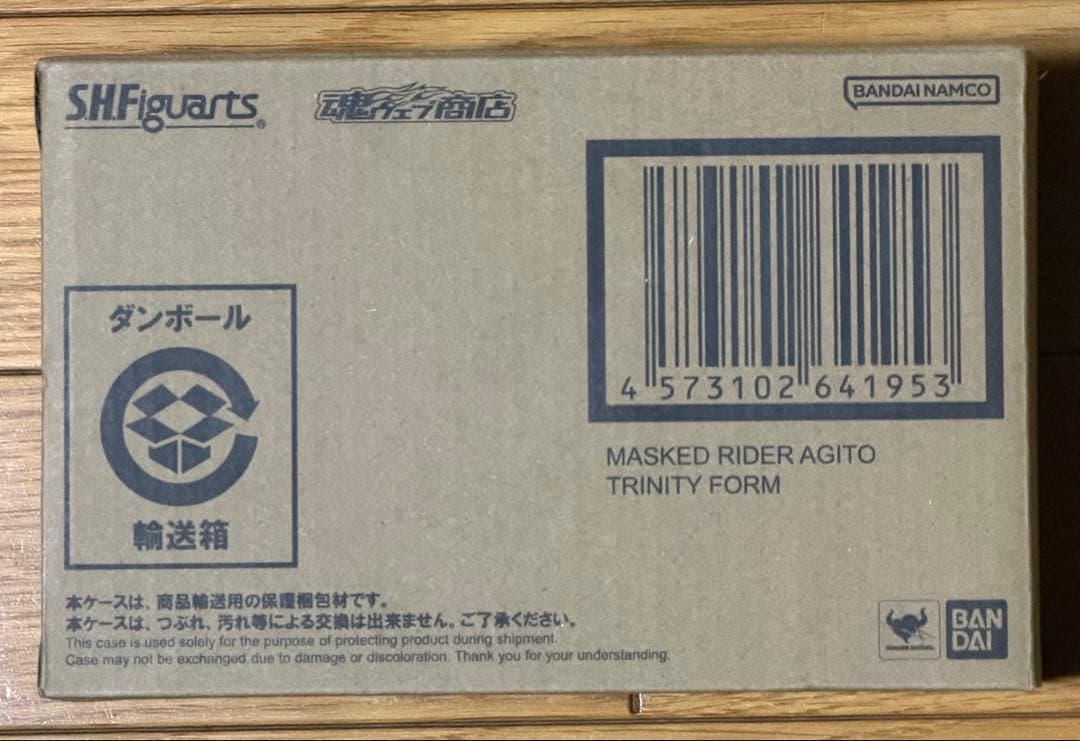 S.H.Figuarts®
魂ウェブ商店
BANDAI NAMCO
4 573102 641953
MASKED RIDER AGITO
TRINITY FORM
ダンボール
輸送箱
本ケースは、商品輸送用の保護梱包材です。
本ケースは、つぶれ、汚れ等による交換は出来ません。ご了承ください。
This case is used solely for the purpose of protecting product during shipment.
Case may not be exchanged due to damage or discoloration. Thank you for your understanding.
BAN
DAI